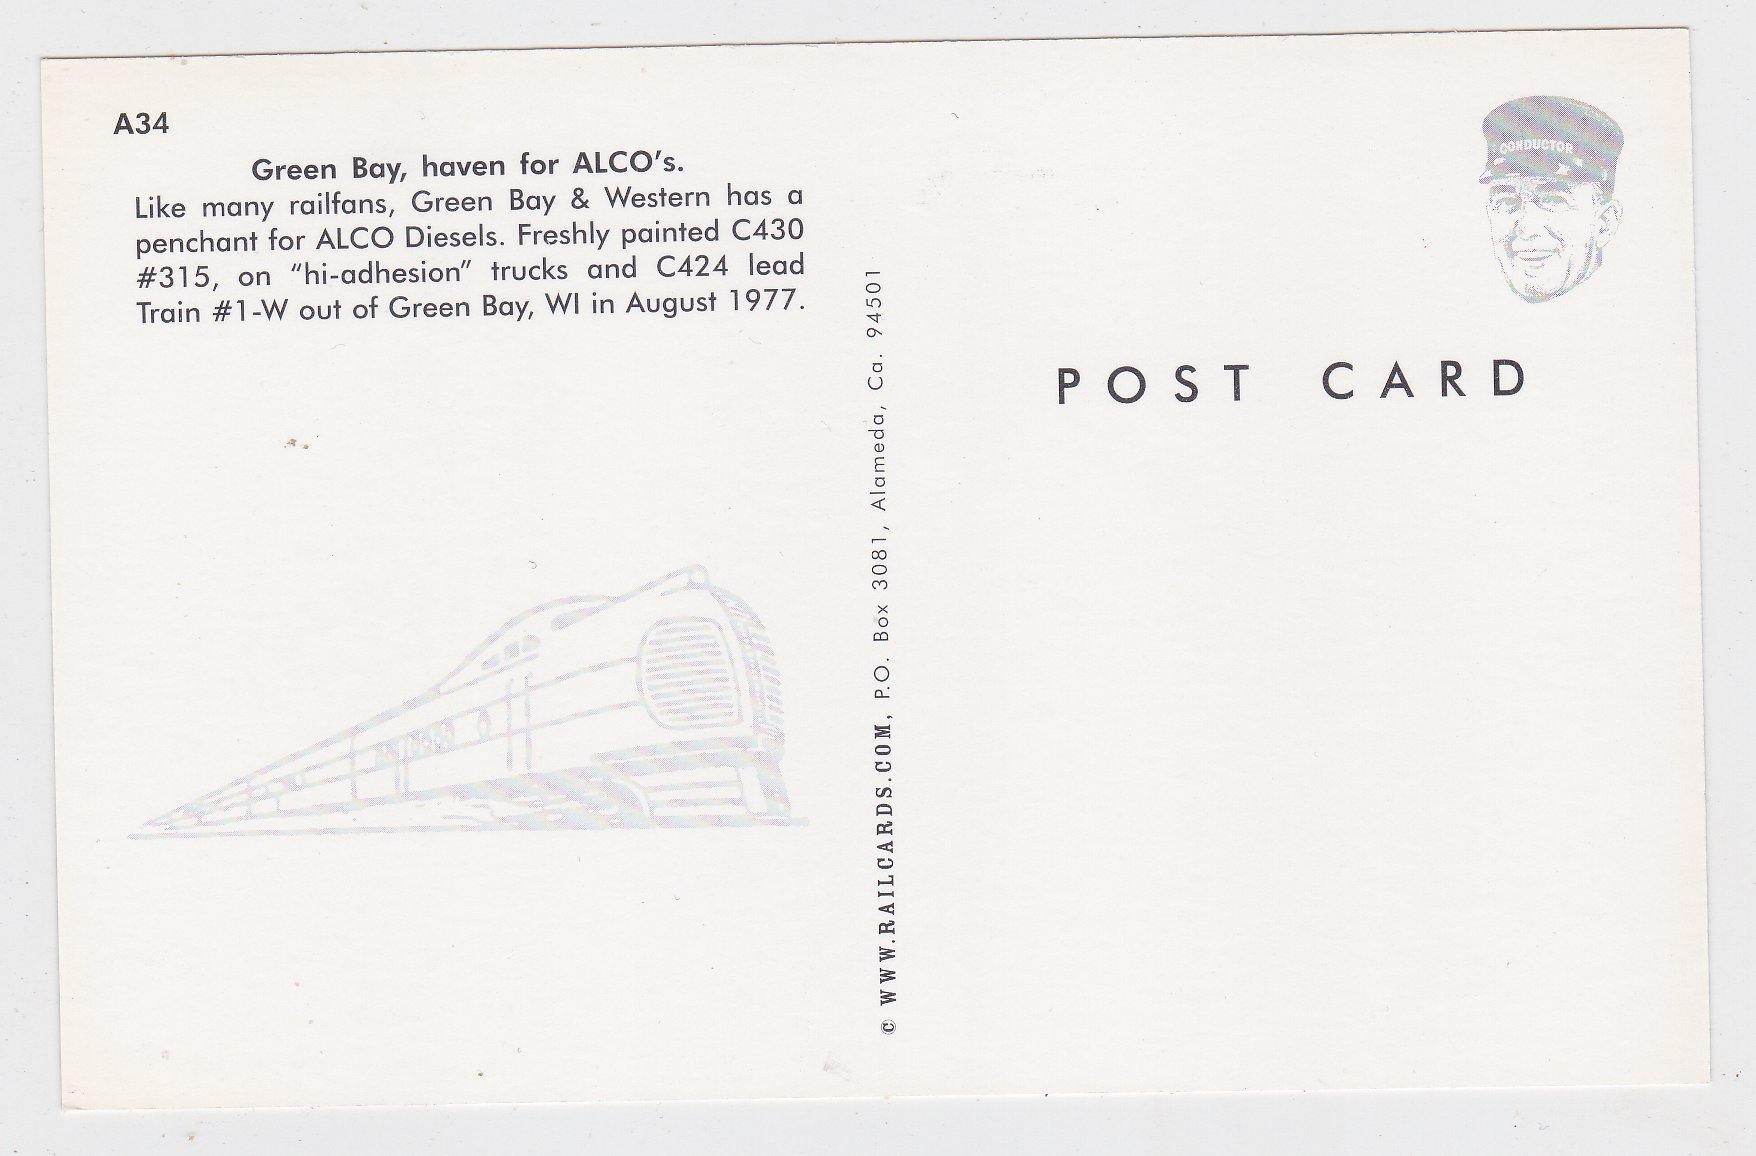 A34
Green Bay, haven for ALCO's.
Like many railfans, Green Bay & Western has a
penchant for ALCO Diesels. Freshly painted C430
#315, on "hi-adhesion" trucks and C424 lead
Train #1-W out of Green Bay, WI in August 1977.
© WWW.RAILCARDS.COM, P.O. Box 3081, Alameda, Ca. 94501
CONDUCTOR
POST CARD